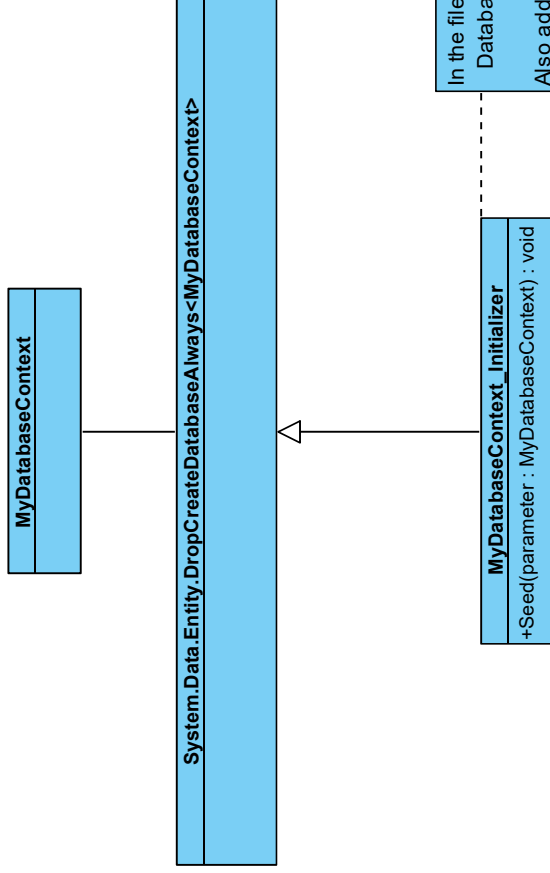 MyDatabaseContext
System.Data.Entity.DropCreateDatabaseAlways<MyDatabaseContext>
MyDatabaseContext_Initializer
+Seed(parameter : MyDatabaseContext) : void
In the file
Databa
Also add